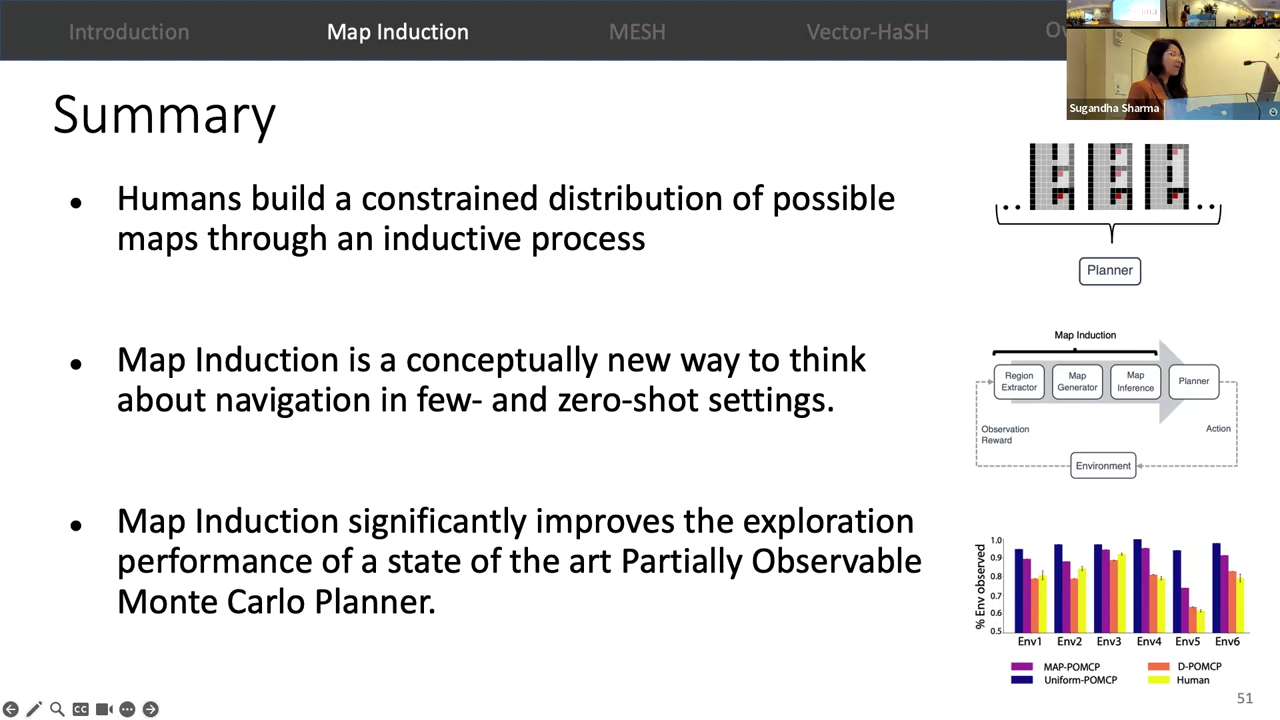 Introduction
Map Induction
MESH
Vector-HaSH
Sugandha Sharma
Summary
• Humans build a constrained distribution of possible
maps through an inductive process
• Map Induction is a conceptually new way to think
about navigation in few- and zero-shot settings.
• Map Induction significantly improves the exploration
performance of a state of the art Partially Observable
Monte Carlo Planner.
Planner
Map Induction
Region Extractor
Map Generator
Map Inference
Planner
Observation
Reward
Action
Environment
% Env observed
1.0
0.9
0.8
0.7
0.6
0.5
Env1 Env2 Env3 Env4 Env5 Env6
MAP-POMCP
D-POMCP
Uniform-POMCP
Human
CC
51